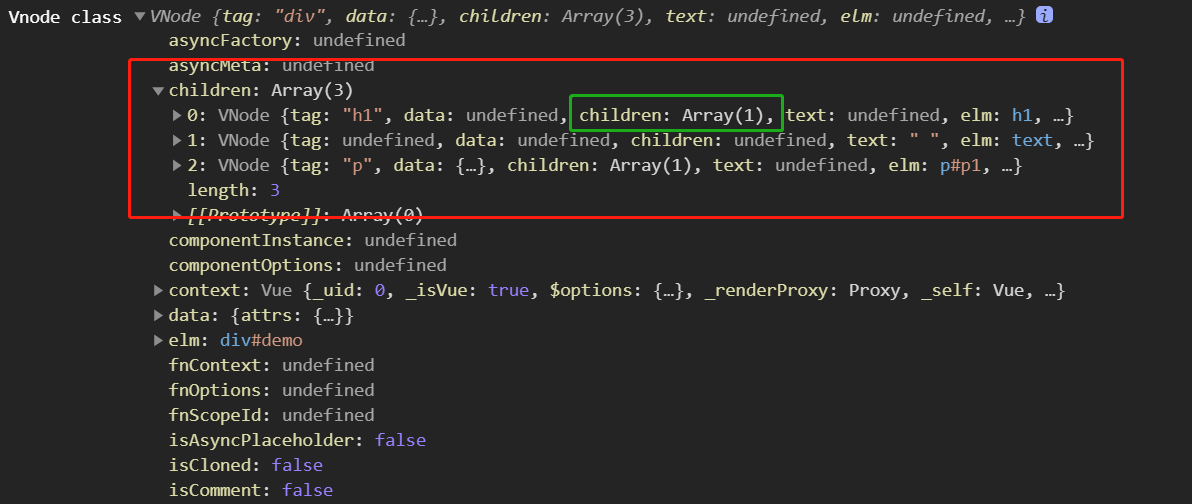 Vnode class ▼VNode {tag: "div", data: {…}, children: Array(3), text: undefined, elm: undefined, …} i
asyncFactory: undefined
asyncMeta: undefined
▼children: Array(3)
▶0: VNode {tag: "h1", data: undefined, children: Array(1), text: undefined, elm: h1, …}
▶1: VNode {tag: undefined, data: undefined, children: undefined, text: " ", elm: text, …}
▶2: VNode {tag: "p", data: {…}, children: Array(1), text: undefined, elm: p#p1, …}
length: 3
▶[[Prototype]]: Array(0)
componentInstance: undefined
componentOptions: undefined
▶context: Vue {_uid: 0, _isVue: true, $options: {…}, _renderProxy: Proxy, _self: Vue, …}
▶data: {attrs: {…}}
▶elm: div#demo
fnContext: undefined
fnOptions: undefined
fnScopeId: undefined
isAsyncPlaceholder: false
isCloned: false
isComment: false